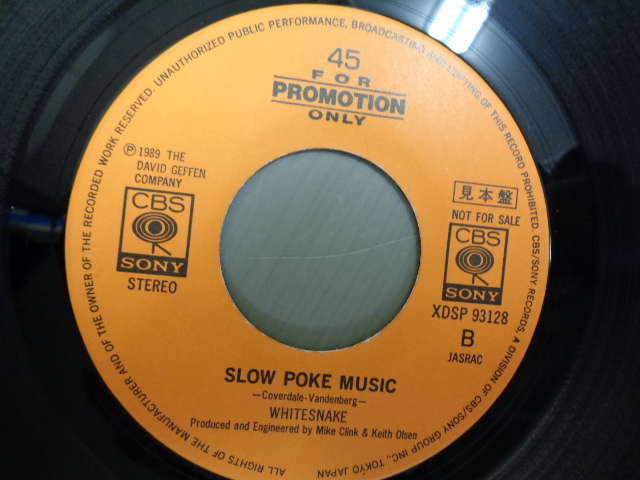 ALL RIGHTS OF THE MANUFACTURER AND OF THE OWNER OF THE RECORDED WORK RESERVED. UNAUTHORIZED PUBLIC PERFORMANCE, BROADCASTING AND COPYING OF THIS RECORD PROHIBITED. CBS/SONY RECORDS, A DIVISION OF CBS/SONY GROUP INC., TOKYO JAPAN
45
FOR
PROMOTION
ONLY
℗ 1989 THE
DAVID GEFFEN
COMPANY
CBS
SONY
STEREO
見本盤
NOT FOR SALE
CBS
SONY
XDSP 93128
B
JASRAC
SLOW POKE MUSIC
—Coverdale-Vandenberg—
WHITESNAKE
Produced and Engineered by Mike Clink & Keith Olsen